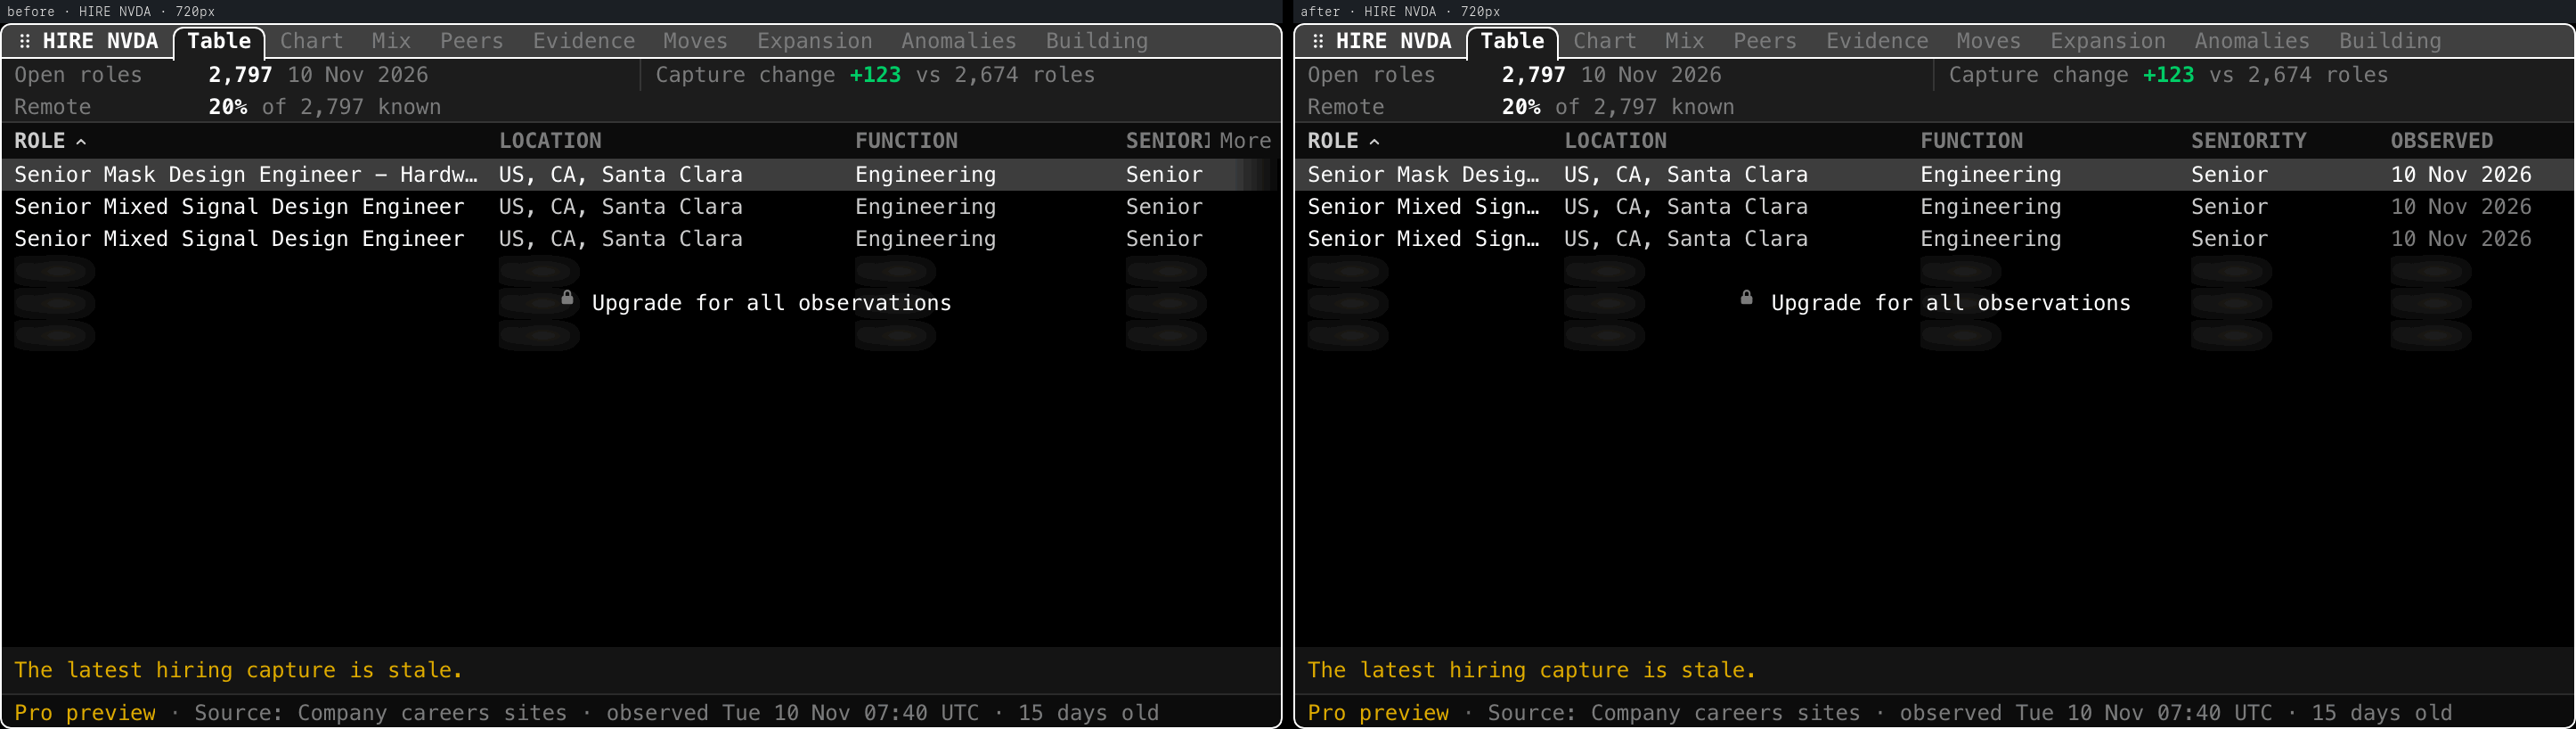 before · HIRE NVDA · 720px
HIRE NVDA Table Chart Mix Peers Evidence Moves Expansion Anomalies Building
Open roles 2,797 10 Nov 2026 Capture change +123 vs 2,674 roles
Remote 20% of 2,797 known
ROLE LOCATION FUNCTION SENIOR More
Senior Mask Design Engineer – Hardw… US, CA, Santa Clara Engineering Senior
Senior Mixed Signal Design Engineer US, CA, Santa Clara Engineering Senior
Senior Mixed Signal Design Engineer US, CA, Santa Clara Engineering Senior
Upgrade for all observations
The latest hiring capture is stale.
Pro preview · Source: Company careers sites · observed Tue 10 Nov 07:40 UTC · 15 days old
after · HIRE NVDA · 720px
HIRE NVDA Table Chart Mix Peers Evidence Moves Expansion Anomalies Building
Open roles 2,797 10 Nov 2026 Capture change +123 vs 2,674 roles
Remote 20% of 2,797 known
ROLE LOCATION FUNCTION SENIORITY OBSERVED
Senior Mask Desig… US, CA, Santa Clara Engineering Senior 10 Nov 2026
Senior Mixed Sign… US, CA, Santa Clara Engineering Senior 10 Nov 2026
Senior Mixed Sign… US, CA, Santa Clara Engineering Senior 10 Nov 2026
Upgrade for all observations
The latest hiring capture is stale.
Pro preview · Source: Company careers sites · observed Tue 10 Nov 07:40 UTC · 15 days old